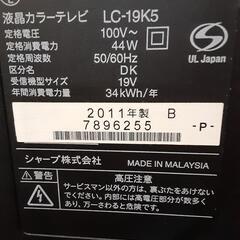 液晶カラーテレビ LC-19K5
定格電圧 100V~
定格消費電力 44W
定格周波数 50/60Hz
区分名 DK
受信機型サイズ 19V
年間消費電力量 34kWh/年
UL Japan
2011年製 B
7896255 -P-
シャープ株式会社 MADE IN MALAYSIA
警告 高圧注意
サービスマン以外の方は、裏ぶたをあけないでください。
内部には高電圧部分が数多くあり、万一さわると危険です。